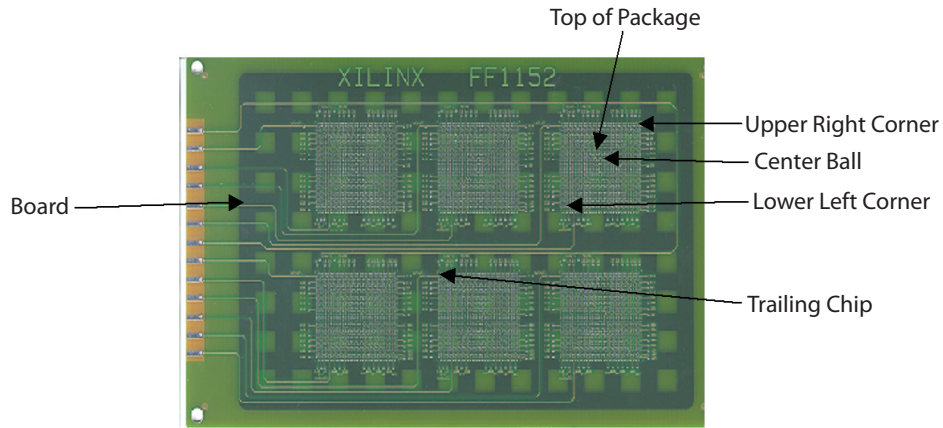 Top of Package
XILINX FF1152
Upper Right Corner
Center Ball
Board
Lower Left Corner
Trailing Chip